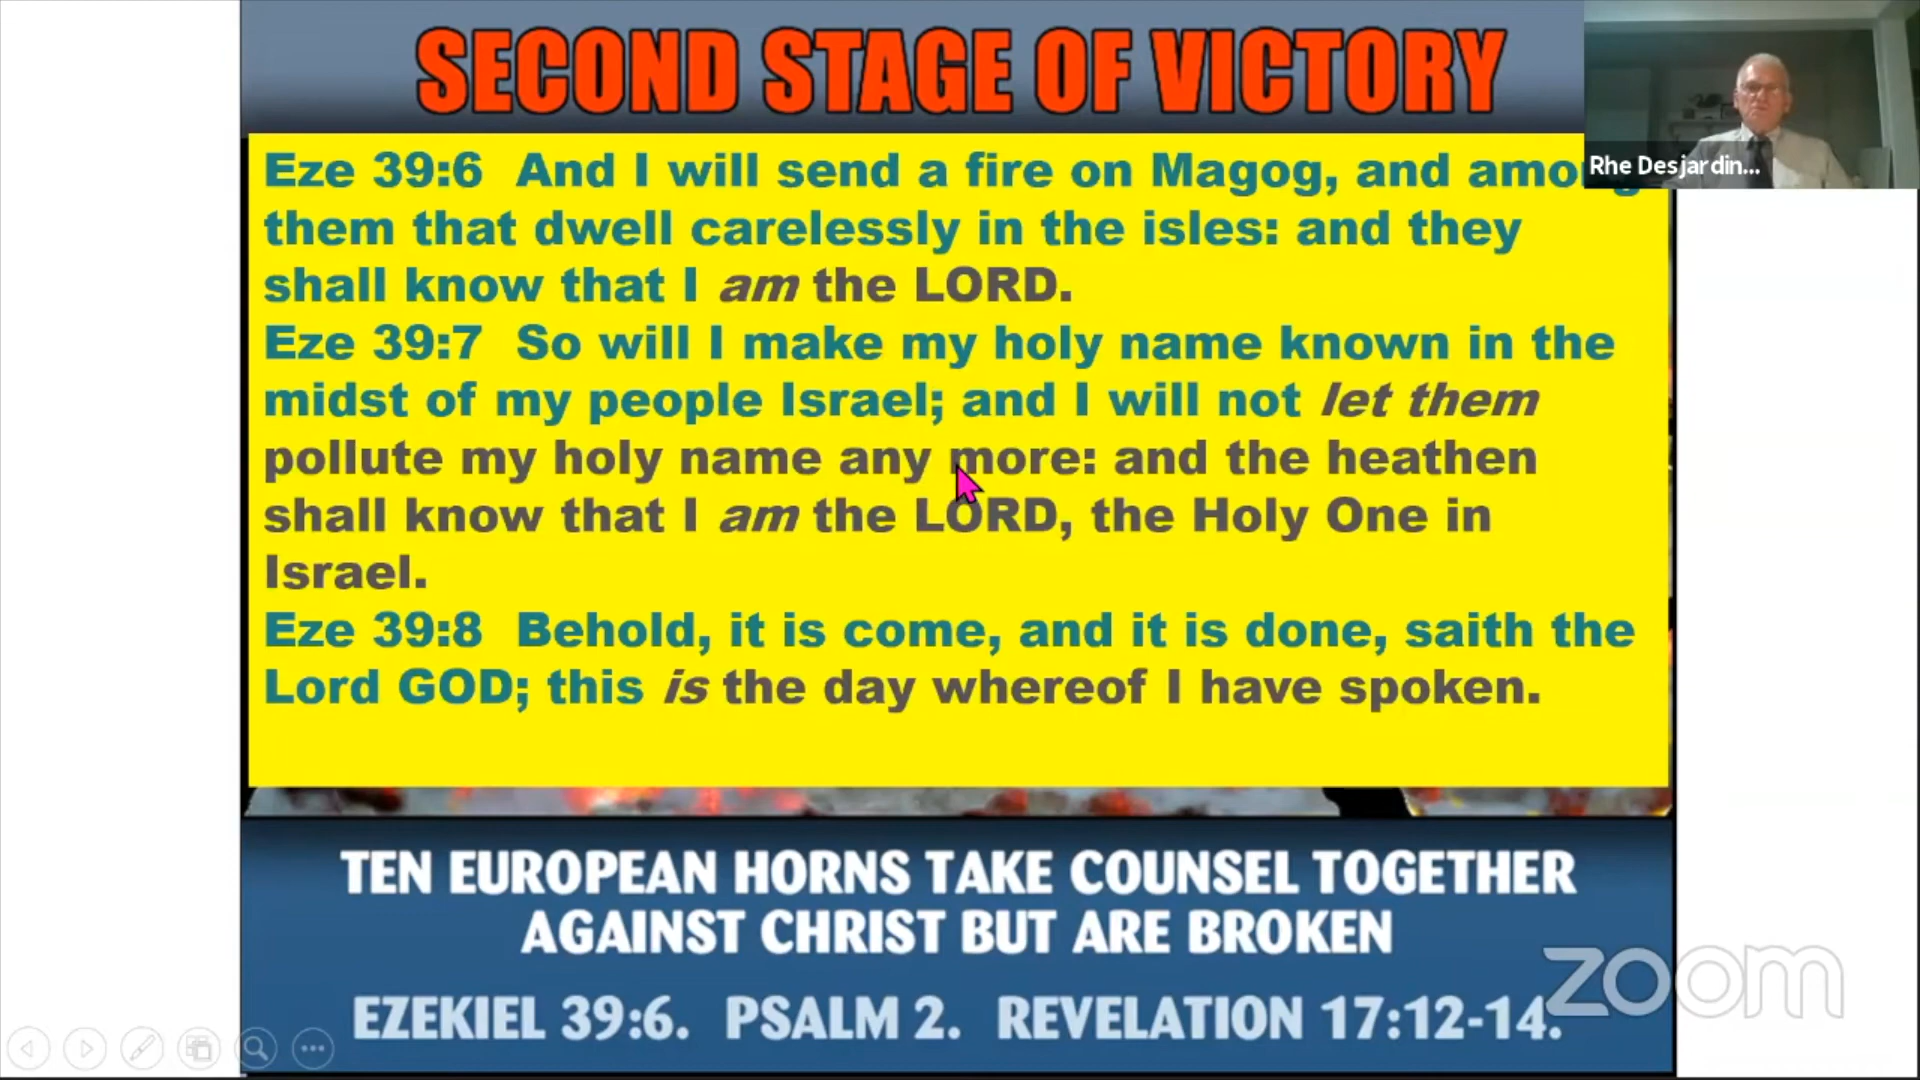 SECOND STAGE OF VICTORY
Rhe Desjardin...
Eze 39:6 And I will send a fire on Magog, and among
them that dwell carelessly in the isles: and they
shall know that I am the LORD.
Eze 39:7 So will I make my holy name known in the
midst of my people Israel; and I will not let them
pollute my holy name any more: and the heathen
shall know that I am the LORD, the Holy One in
Israel.
Eze 39:8 Behold, it is come, and it is done, saith the
Lord GOD; this is the day whereof I have spoken.
TEN EUROPEAN HORNS TAKE COUNSEL TOGETHER
AGAINST CHRIST BUT ARE BROKEN
EZEKIEL 39:6. PSALM 2. REVELATION 17:12-14.
zoom